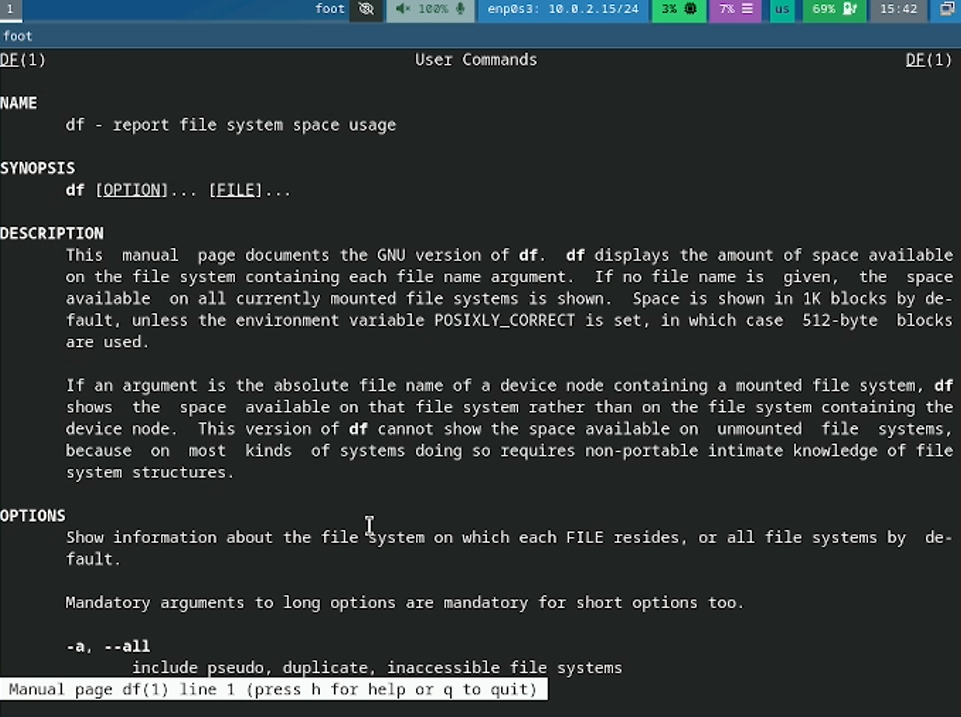 1 foot 100% enp0s3: 10.0.2.15/24 3% 7% us 69% 15:42
foot
DF(1) User Commands DF(1)
NAME
df - report file system space usage
SYNOPSIS
df [OPTION]... [FILE]...
DESCRIPTION
This manual page documents the GNU version of df. df displays the amount of space available
on the file system containing each file name argument. If no file name is given, the space
available on all currently mounted file systems is shown. Space is shown in 1K blocks by de-
fault, unless the environment variable POSIXLY_CORRECT is set, in which case 512-byte blocks
are used.
If an argument is the absolute file name of a device node containing a mounted file system, df
shows the space available on that file system rather than on the file system containing the
device node. This version of df cannot show the space available on unmounted file systems,
because on most kinds of systems doing so requires non-portable intimate knowledge of file
system structures.
OPTIONS
Show information about the file system on which each FILE resides, or all file systems by de-
fault.
Mandatory arguments to long options are mandatory for short options too.
-a, --all
include pseudo, duplicate, inaccessible file systems
Manual page df(1) line 1 (press h for help or q to quit)